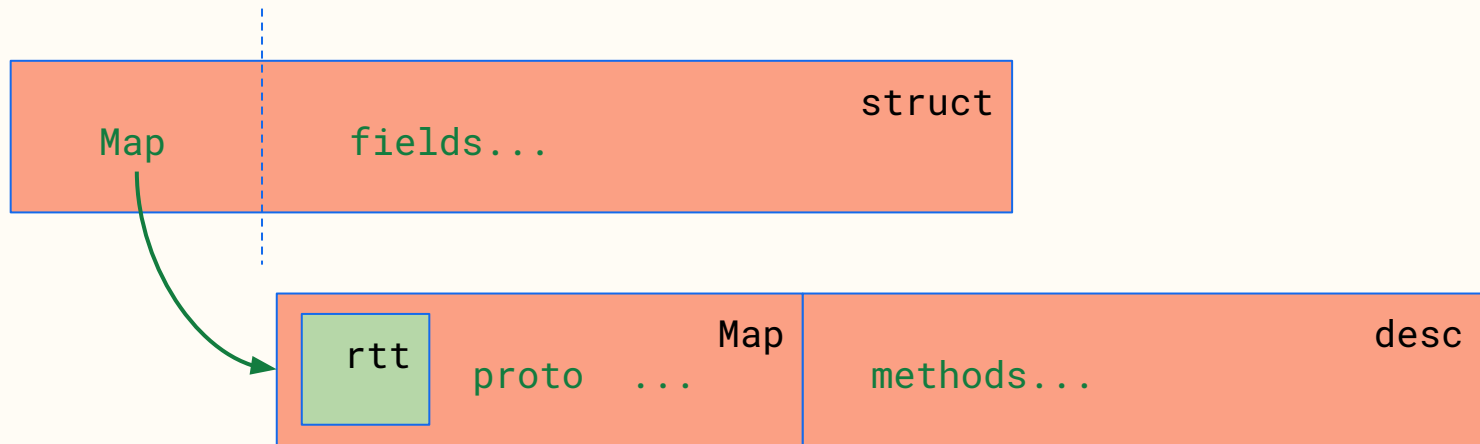 struct
Map fields...
Map desc
rtt
proto ... methods...